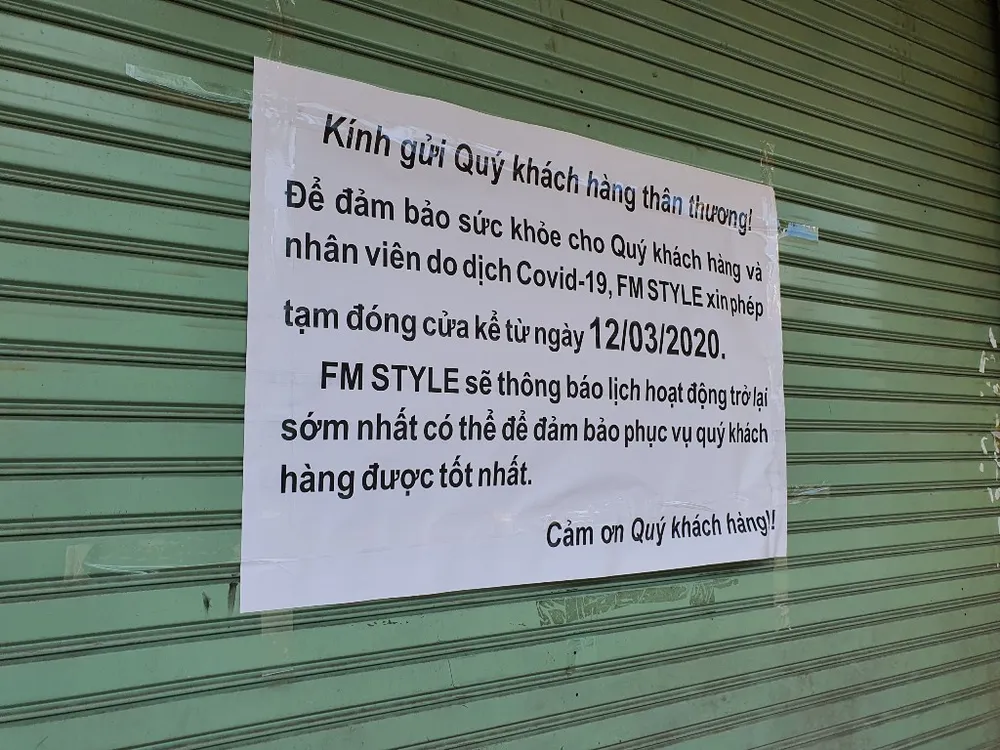 Kính gửi Quý khách hàng thân thương!
Để đảm bảo sức khỏe cho Quý khách hàng và
nhân viên do dịch Covid-19, FM STYLE xin phép
tạm đóng cửa kể từ ngày 12/03/2020.
FM STYLE sẽ thông báo lịch hoạt động trở lại
sớm nhất có thể để đảm bảo phục vụ quý khách
hàng được tốt nhất.
Cảm ơn Quý khách hàng)!